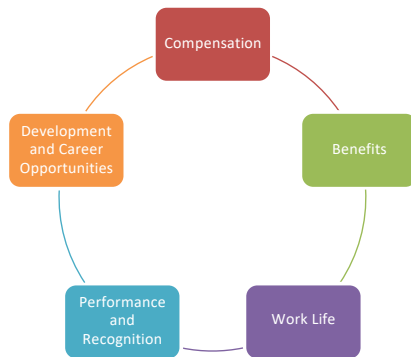 Compensation
Benefits
Work Life
Performance
and
Recognition
Development
and Career
Opportunities